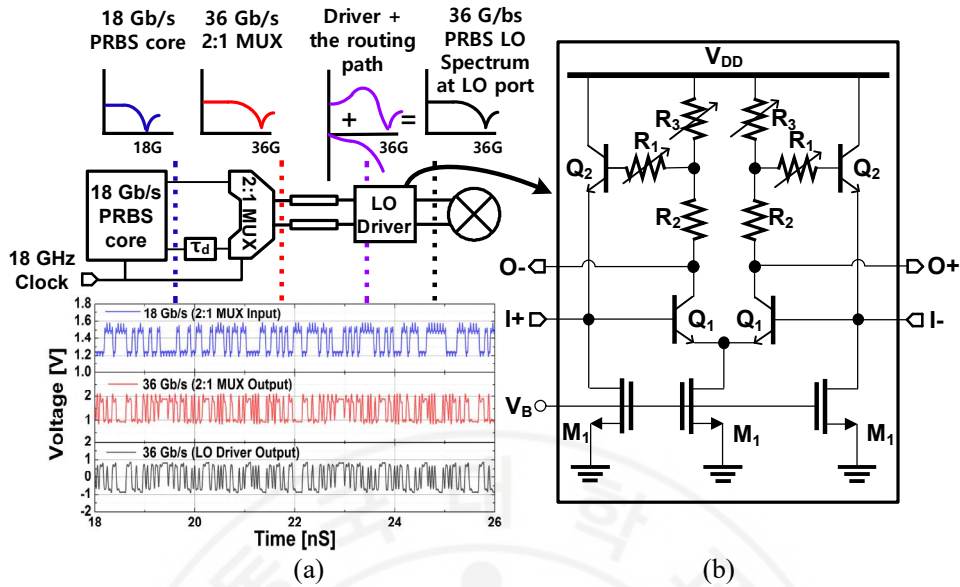 18 Gb/s
PRBS core
36 Gb/s
2:1 MUX
Driver +
the routing
path
36 G/bs
PRBS LO
Spectrum
at LO port
18G
36G
+
=
36G
36G
18 Gb/s
PRBS
core
τd
2:1 MUX
LO
Driver
18 GHz
Clock
1.8
1.6
1.4
1.2
1.0
2
1
2
1
0
-1
-2
Voltage [V]
18 Gb/s (2:1 MUX Input)
36 Gb/s (2:1 MUX Output)
36 Gb/s (LO Driver Output)
18
20
22
24
26
Time [nS]
(a)
VDD
R3
R3
R1
R1
Q2
Q2
R2
R2
O-
O+
I+
Q1
Q1
I-
VB
M1
M1
M1
(b)